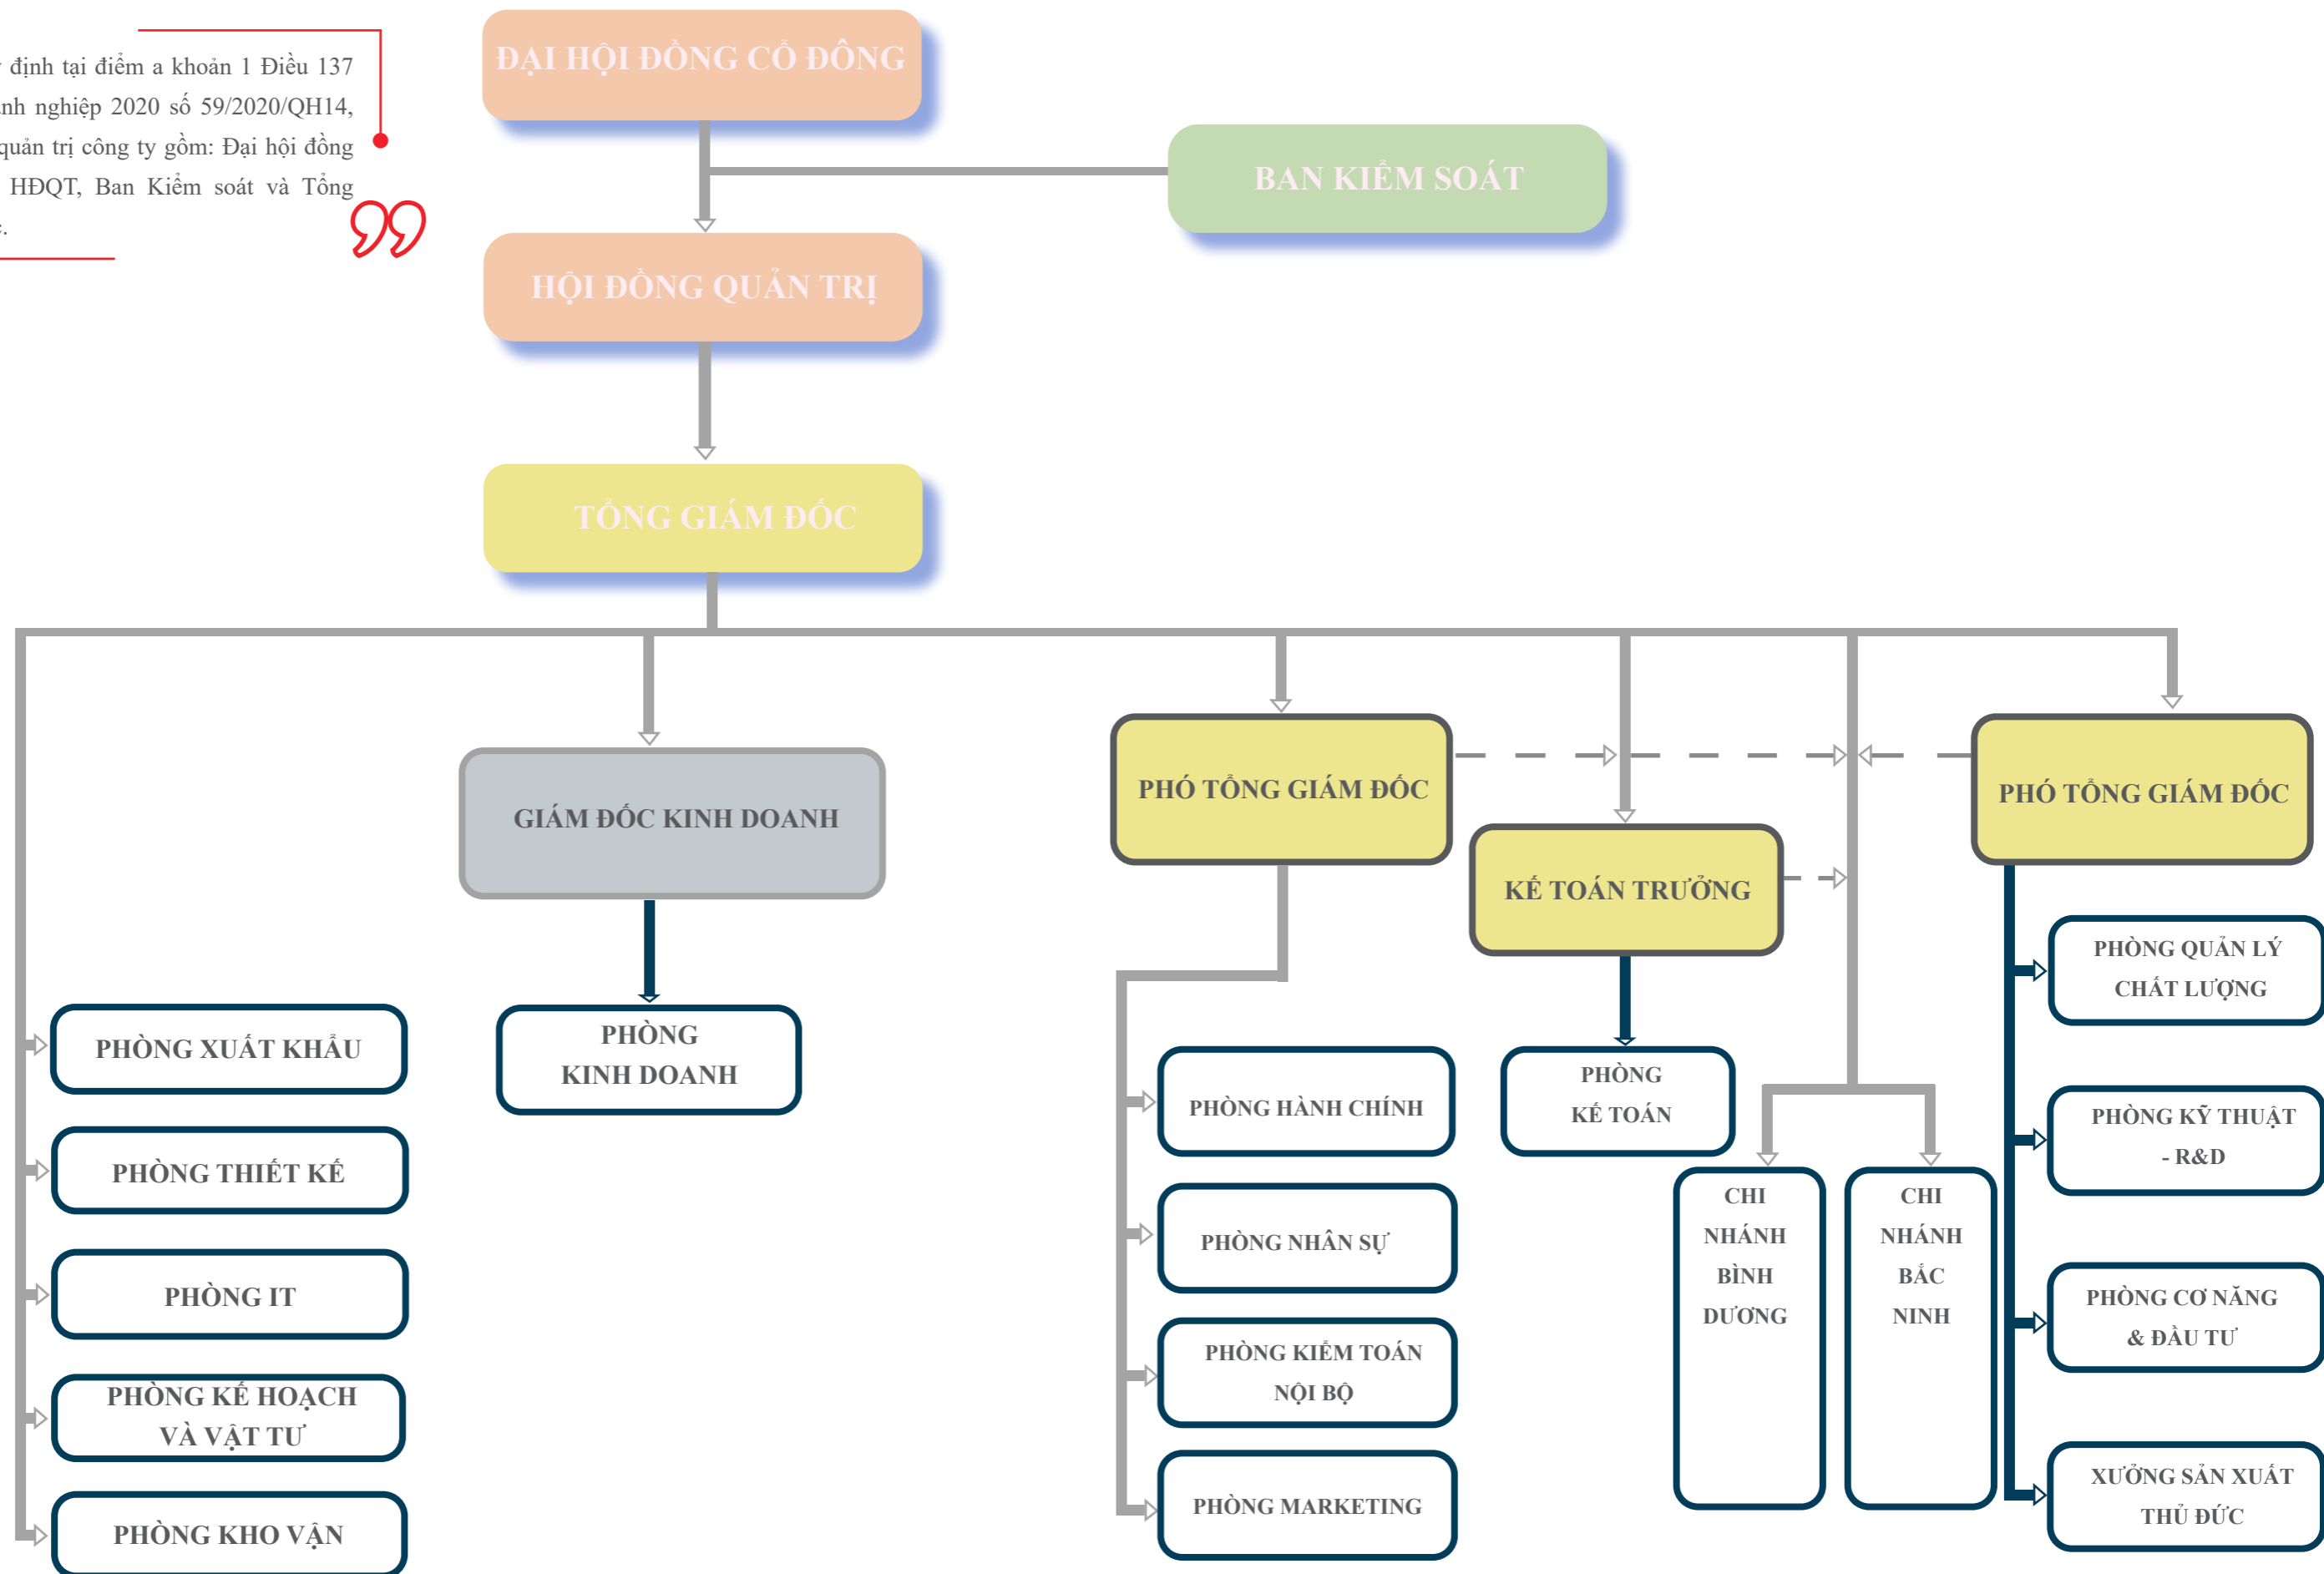 định tại điểm a khoản 1 Điều 137
nghiệp 2020 số 59/2020/QH14,
quản trị công ty gồm: Đại hội đồng
HĐQT, Ban Kiểm soát và Tổng
ĐẠI HỘI ĐỒNG CỔ ĐÔNG
BAN KIỂM SOÁT
HỘI ĐỒNG QUẢN TRỊ
TỔNG GIÁM ĐỐC
GIÁM ĐỐC KINH DOANH
PHÓ TỔNG GIÁM ĐỐC
KẾ TOÁN TRƯỞNG
PHÓ TỔNG GIÁM ĐỐC
PHÒNG XUẤT KHẨU
PHÒNG THIẾT KẾ
PHÒNG IT
PHÒNG KẾ HOẠCH
VÀ VẬT TƯ
PHÒNG KHO VẬN
PHÒNG
KINH DOANH
PHÒNG HÀNH CHÍNH
PHÒNG NHÂN SỰ
PHÒNG KIỂM TOÁN
NỘI BỘ
PHÒNG MARKETING
PHÒNG
KẾ TOÁN
CHI
NHÁNH
BÌNH
DƯƠNG
CHI
NHÁNH
BẮC
NINH
PHÒNG QUẢN LÝ
CHẤT LƯỢNG
PHÒNG KỸ THUẬT
- R&D
PHÒNG CƠ NĂNG
& ĐẦU TƯ
XƯỞNG SẢN XUẤT
THỦ ĐỨC